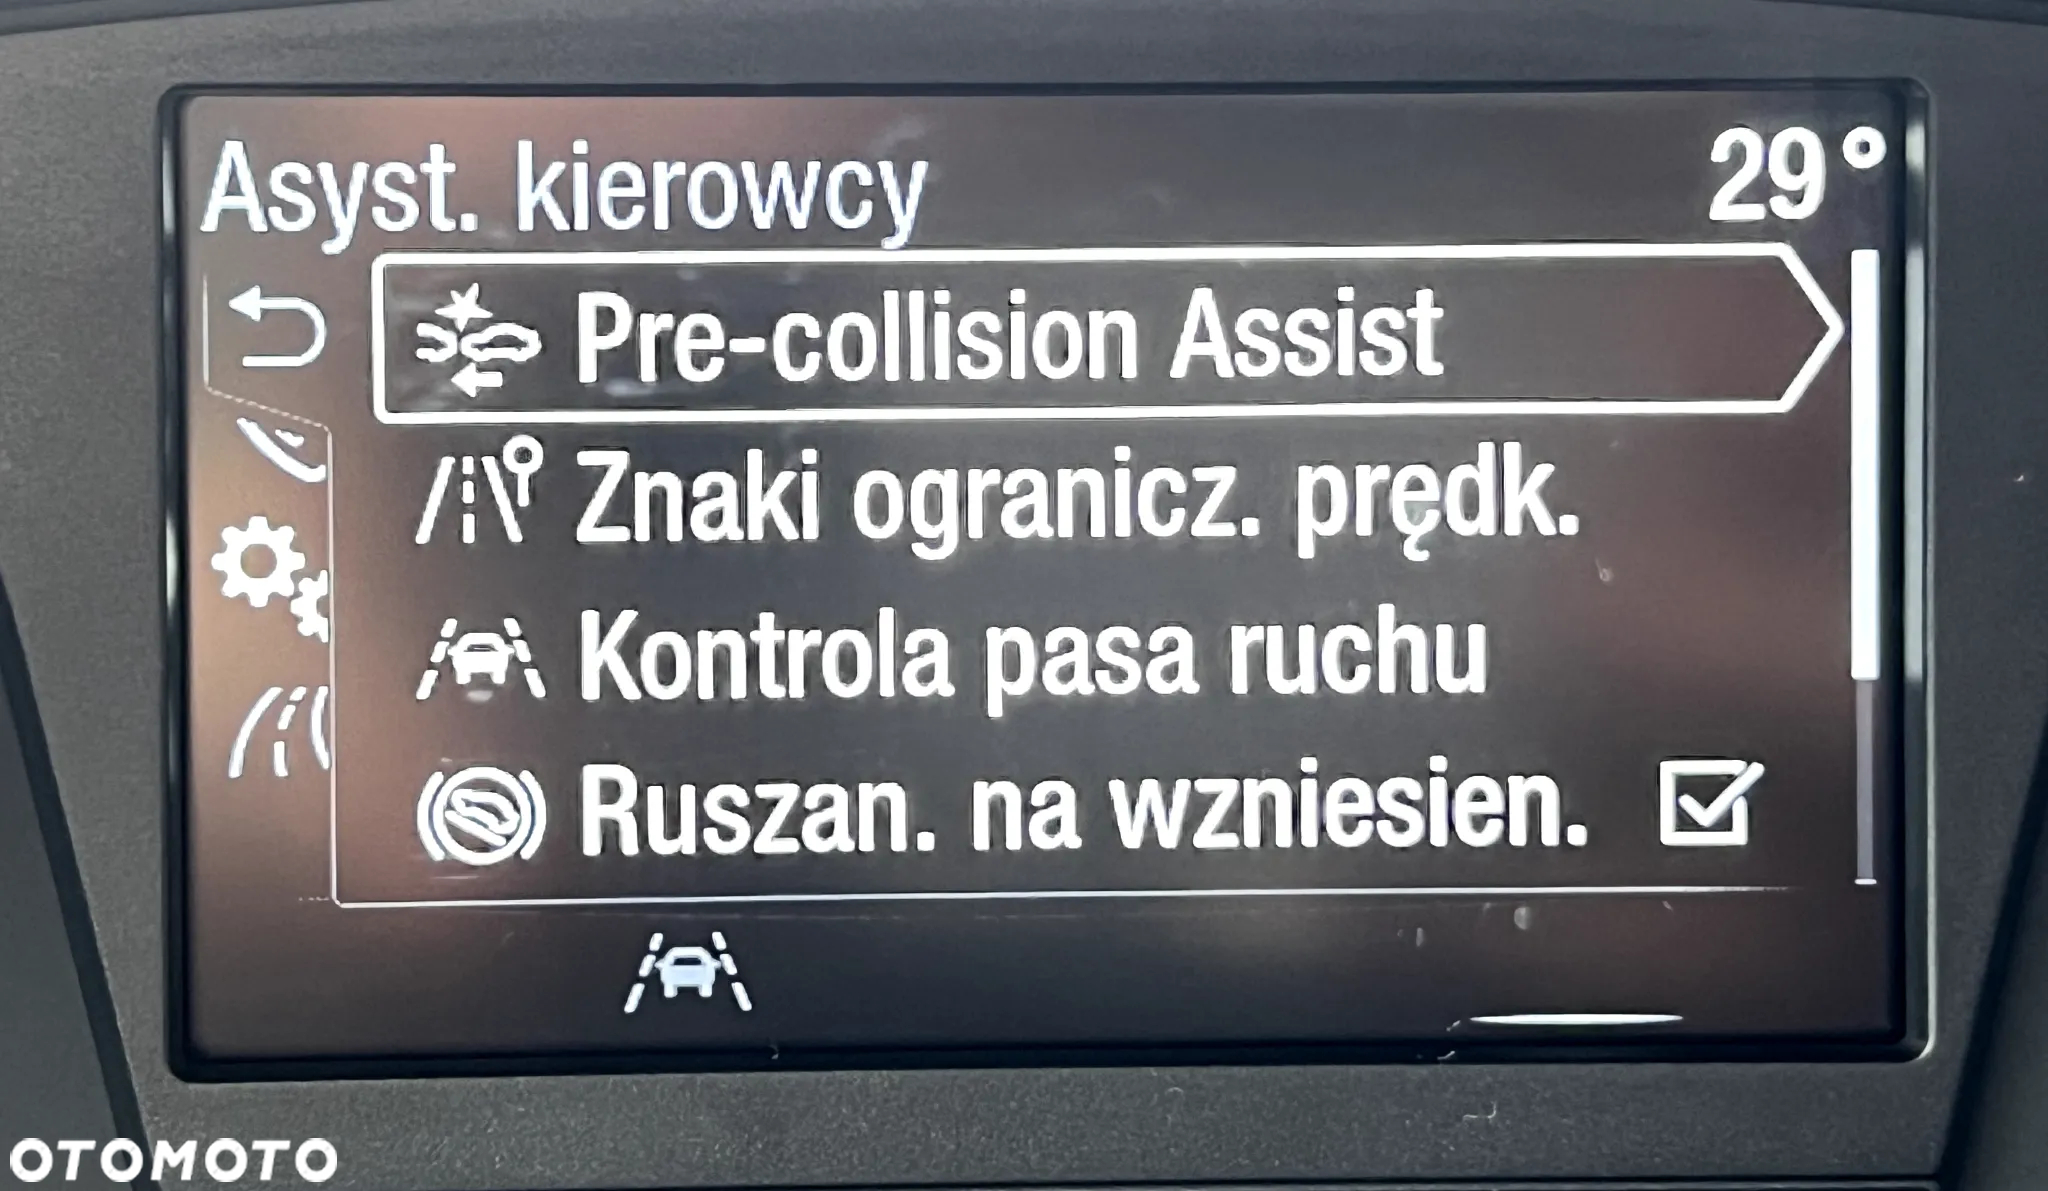 Asyst. kierowcy
29°
Pre-collision Assist
Znaki ogranicz. prędk.
Kontrola pasa ruchu
Ruszan. na wzniesien.
OTOMOTO